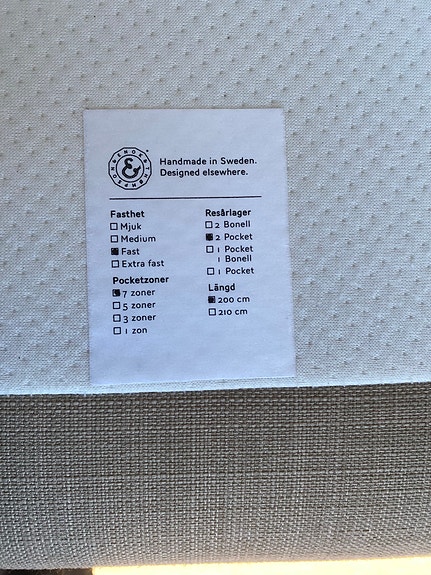 &
Handmade in Sweden.
Designed elsewhere.
Fasthet
Mjuk
Medium
Fast
Extra fast
Pocketzoner
7 zoner
5 zoner
3 zoner
1 zon
Resårlager
2 Bonell
2 Pocket
1 Pocket
1 Bonell
1 Pocket
Längd
200 cm
210 cm